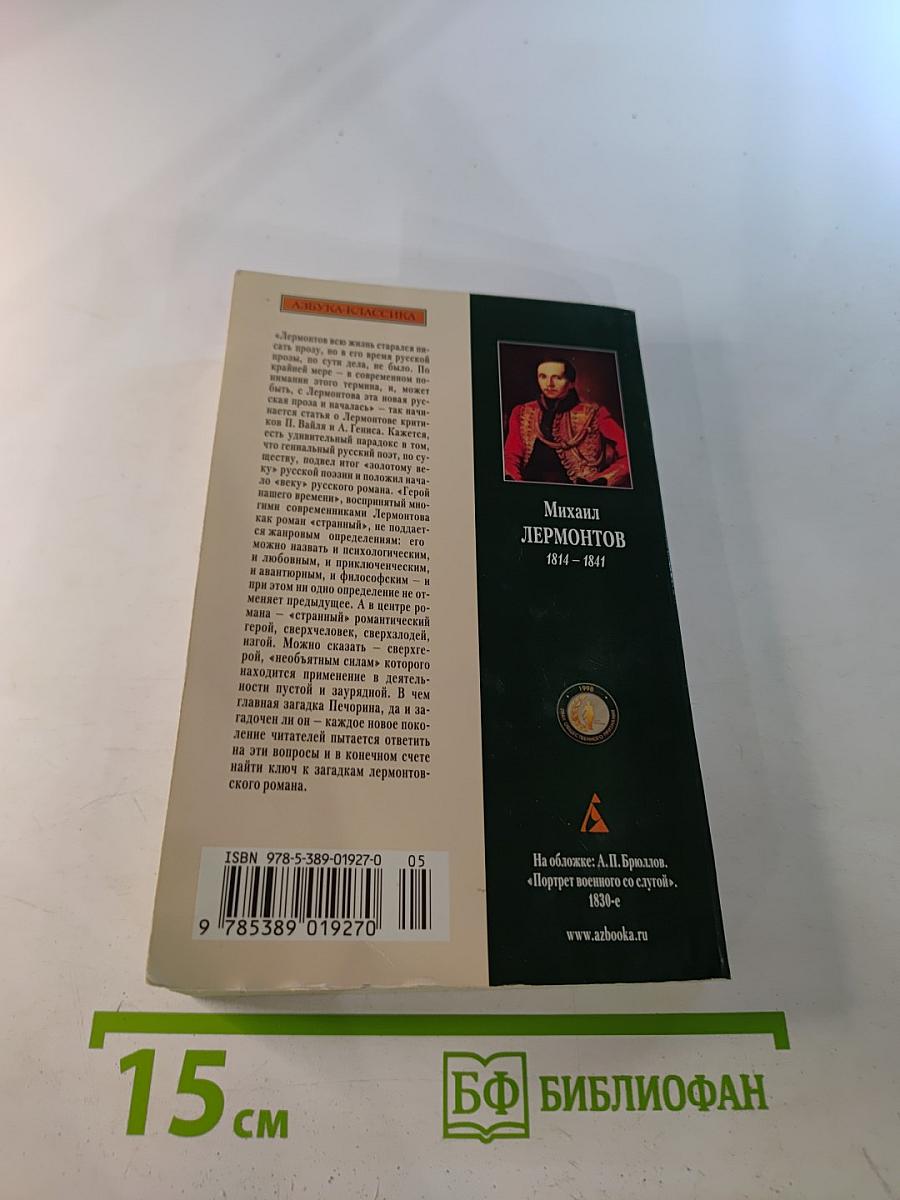 АЗБУКА-КЛАССИКА
«Лермонтов всю жизнь старался пи-
сать прозу, но в его время русской
прозы, по сути дела, не было. По
крайней мере – в современном по-
нимании этого термина, и, может
быть, с Лермонтова эта новая рус-
ская проза и началась» – так начи-
нается статья о Лермонтове крити-
ков П. Вайля и А. Гениса. Кажется,
есть удивительный парадокс в том,
что гениальный русский поэт, по су-
ществу, подвел итог «золотому ве-
ку» русской поэзии и положил нача-
ло «веку» русского романа. «Герой
нашего времени», воспринятый мно-
гими современниками Лермонтова
как роман «странный», не поддает-
ся жанровым определениям: его
можно назвать и психологическим,
и любовным, и приключенческим,
и авантюрным, и философским – и
при этом ни одно определение не от-
меняет предыдущее. А в центре ро-
мана – «странный» романтический
герой, сверхчеловек, сверхзлодей,
изгой. Можно сказать – сверхге-
рой, «необъятным силам» которого
находится применение в деятель-
ности пустой и заурядной. В чем
главная загадка Печорина, да и за-
гадочен ли он – каждое новое поко-
ление читателей пытается ответить
на эти вопросы и в конечном счете
найти ключ к загадкам лермонтов-
ского романа.
ISBN 978-5-389-01927-0 05
9 785389 019270
Михаил
ЛЕРМОНТОВ
1814 – 1841
1998
ЗНАК ОБЩЕСТВЕННОГО ПРИЗНАНИЯ
На обложке: А. П. Брюллов.
«Портрет военного со слугой».
1830-е
www.azbooka.ru
15 см
БФ БИБЛИОФАН